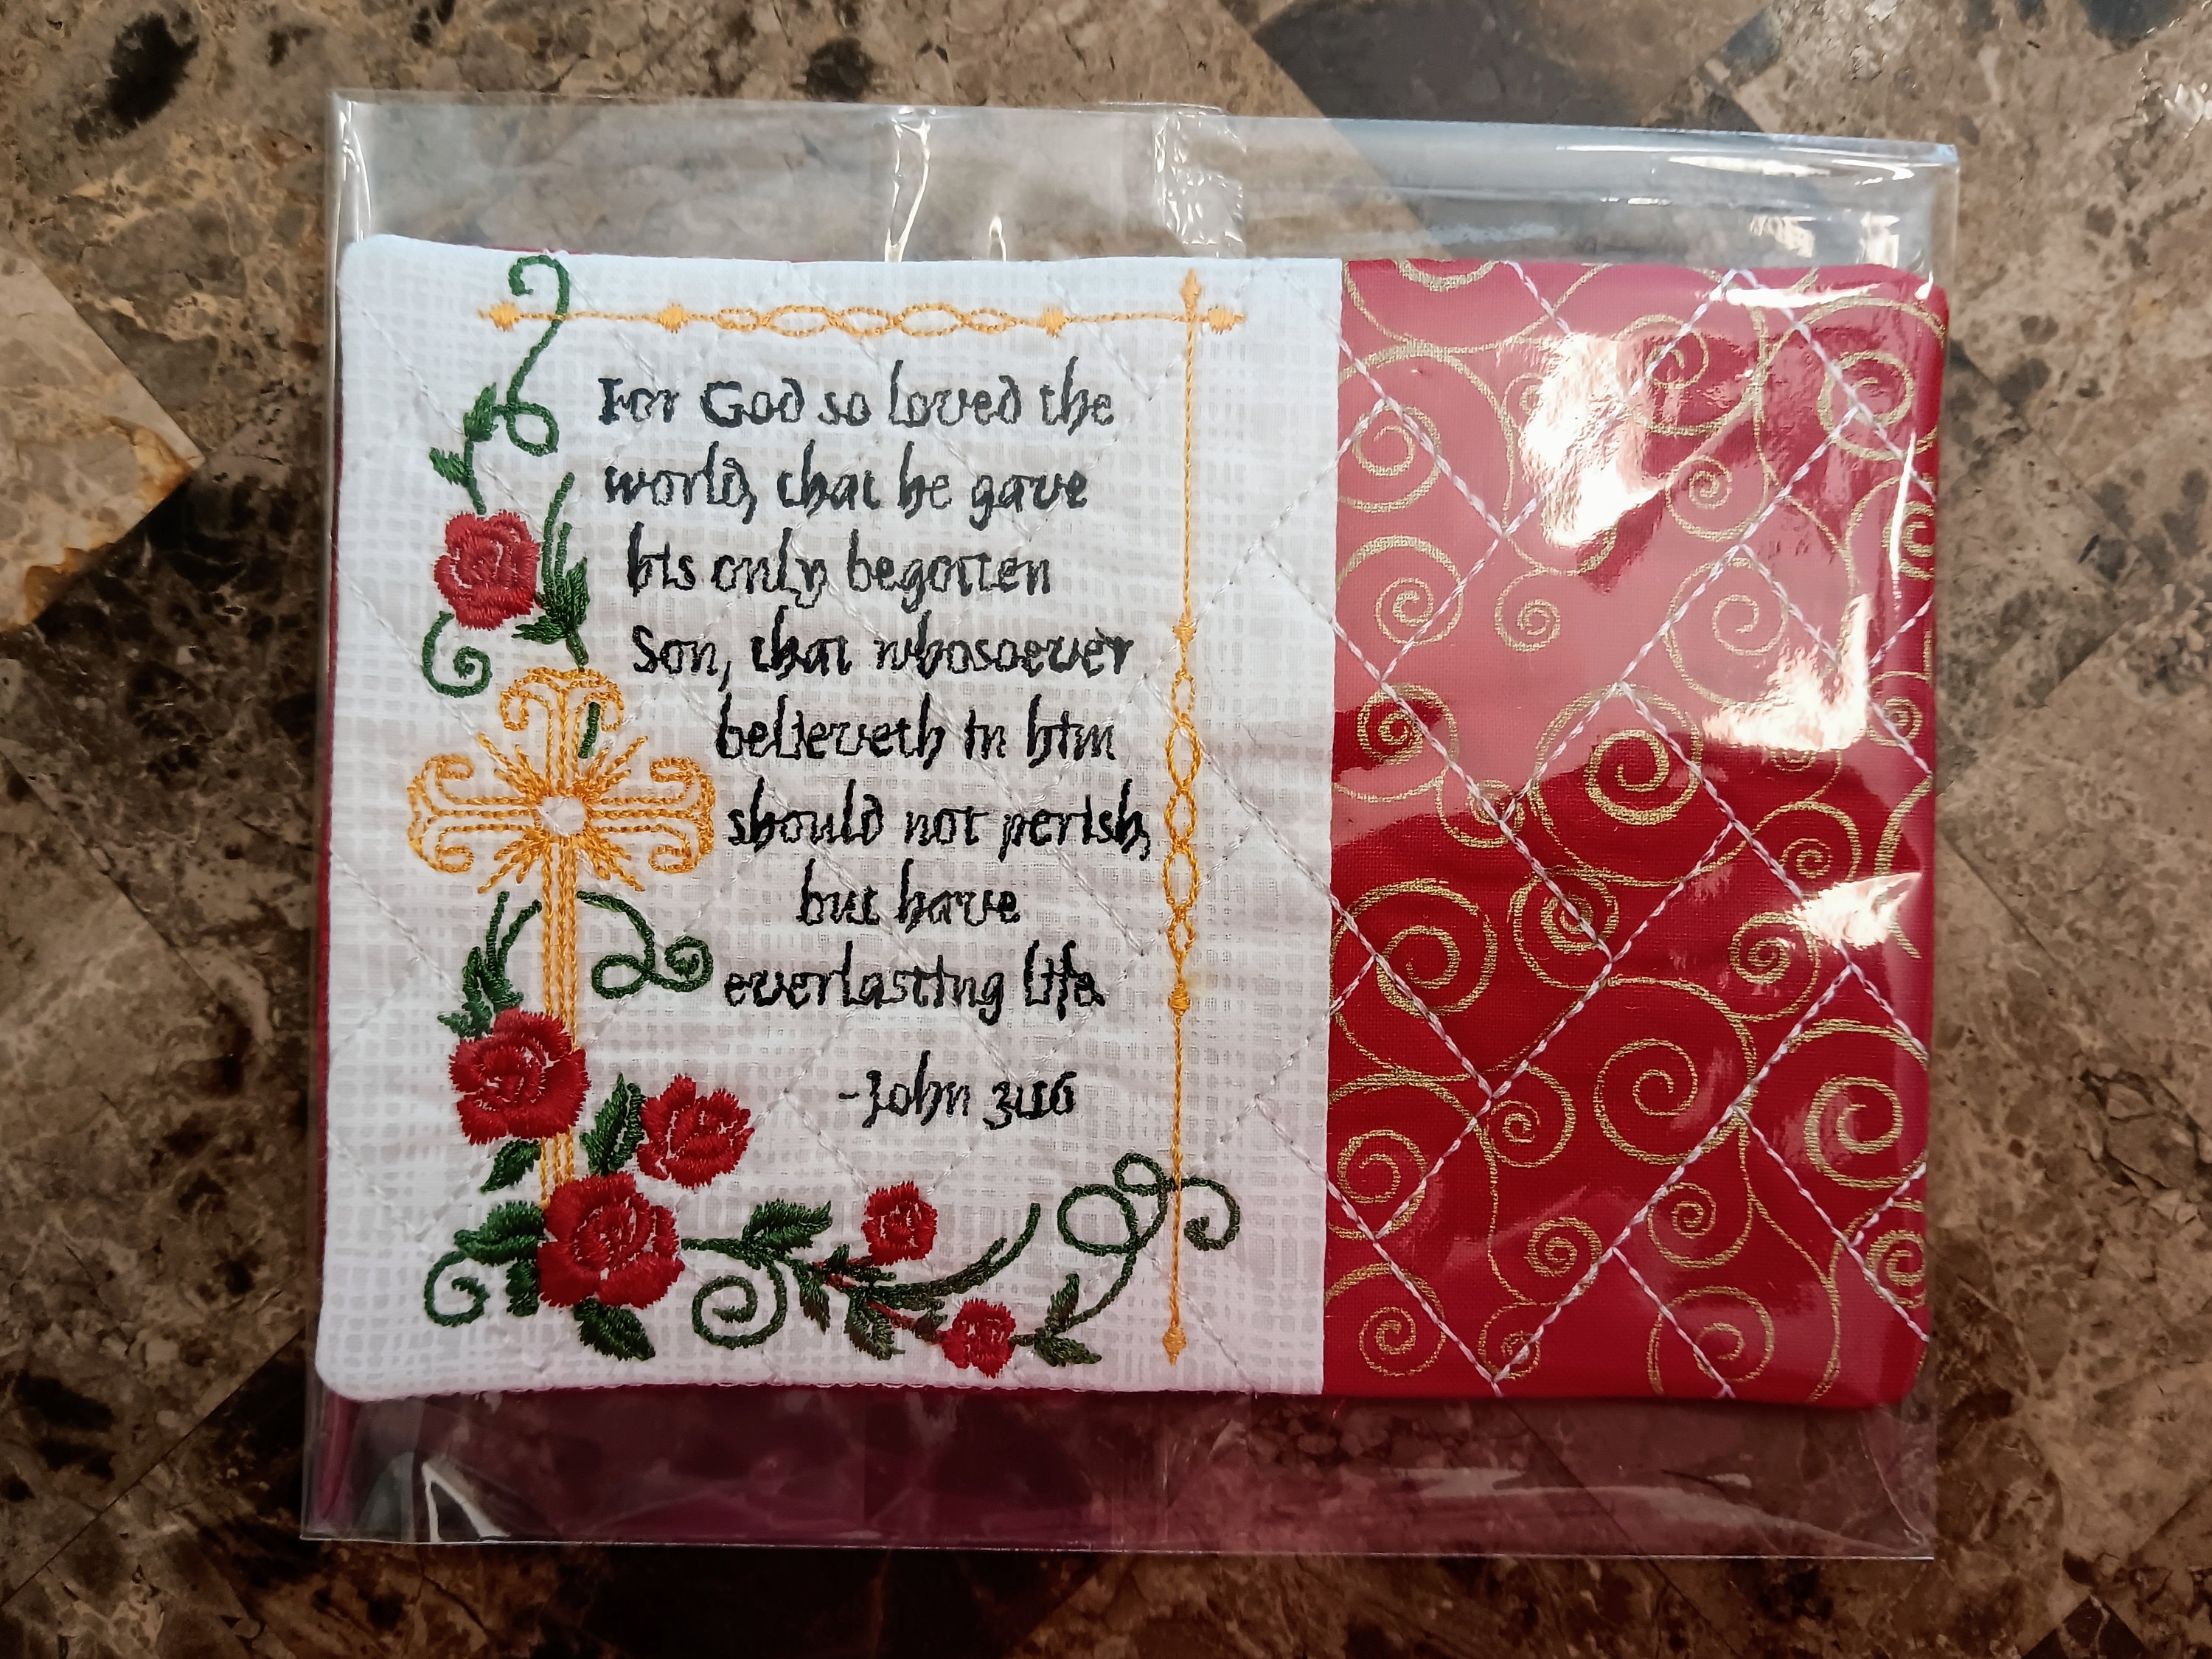 For God so loved the
world, that he gave
his only begotten
Son, that whosoever
believeth in him
should not perish,
but have
everlasting life.
-John 3:16